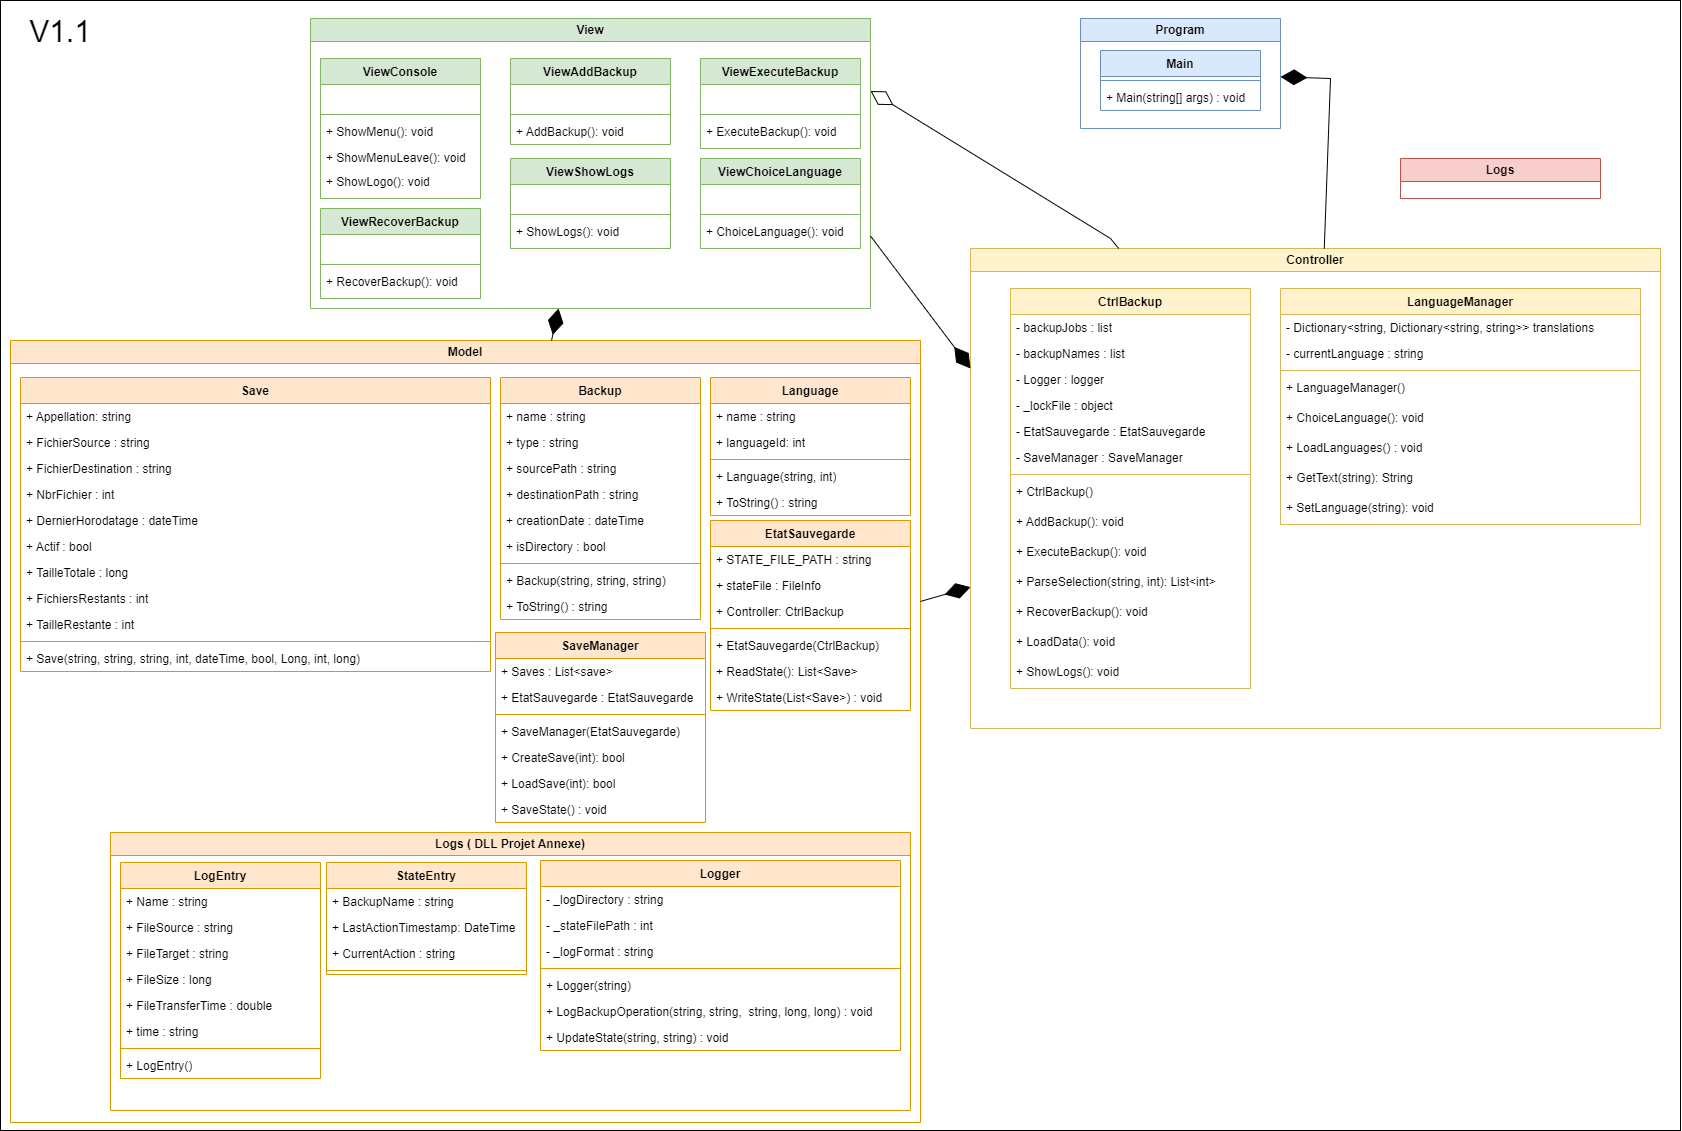 V1.1
View
ViewConsole
+ ShowMenu(): void
+ ShowMenuLeave(): void
+ ShowLogo(): void
ViewAddBackup
+ AddBackup(): void
ViewExecuteBackup
+ ExecuteBackup(): void
ViewShowLogs
+ ShowLogs(): void
ViewChoiceLanguage
+ ChoiceLanguage(): void
ViewRecoverBackup
+ RecoverBackup(): void
Program
Main
+ Main(string[] args) : void
Logs
Controller
CtrlBackup
- backupJobs : list
- backupNames : list
- Logger : logger
- _lockFile : object
- EtatSauvegarde : EtatSauvegarde
- SaveManager : SaveManager
+ CtrlBackup()
+ AddBackup(): void
+ ExecuteBackup(): void
+ ParseSelection(string, int): List<int>
+ RecoverBackup(): void
+ LoadData(): void
+ ShowLogs(): void
LanguageManager
- Dictionary<string, Dictionary<string, string>> translations
- currentLanguage : string
+ LanguageManager()
+ ChoiceLanguage(): void
+ LoadLanguages() : void
+ GetText(string): String
+ SetLanguage(string): void
Model
Save
+ Appellation: string
+ FichierSource : string
+ FichierDestination : string
+ NbrFichier : int
+ DernierHorodatage : dateTime
+ Actif : bool
+ TailleTotale : long
+ FichiersRestants : int
+ TailleRestante : int
+ Save(string, string, string, int, dateTime, bool, Long, int, long)
Backup
+ name : string
+ type : string
+ sourcePath : string
+ destinationPath : string
+ creationDate : dateTime
+ isDirectory : bool
+ Backup(string, string, string)
+ ToString() : string
Language
+ name : string
+ languageId: int
+ Language(string, int)
+ ToString() : string
EtatSauvegarde
+ STATE_FILE_PATH : string
+ stateFile : FileInfo
+ Controller: CtrlBackup
+ EtatSauvegarde(CtrlBackup)
+ ReadState(): List<Save>
+ WriteState(List<Save>) : void
SaveManager
+ Saves : List<save>
+ EtatSauvegarde : EtatSauvegarde
+ SaveManager(EtatSauvegarde)
+ CreateSave(int): bool
+ LoadSave(int): bool
+ SaveState() : void
Logs ( DLL Projet Annexe)
LogEntry
+ Name : string
+ FileSource : string
+ FileTarget : string
+ FileSize : long
+ FileTransferTime : double
+ time : string
+ LogEntry()
StateEntry
+ BackupName : string
+ LastActionTimestamp: DateTime
+ CurrentAction : string
Logger
- _logDirectory : string
- _stateFilePath : int
- _logFormat : string
+ Logger(string)
+ LogBackupOperation(string, string,  string, long, long) : void
+ UpdateState(string, string) : void